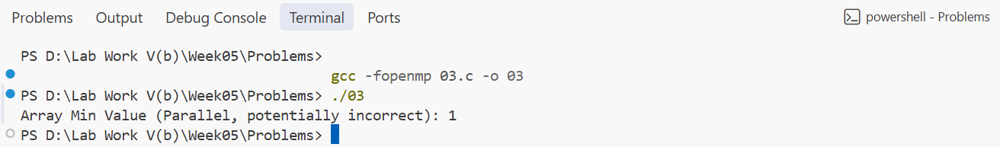 Problems Output Debug Console Terminal Ports powershell - Problems
PS D:\Lab Work V(b)\Week05\Problems>
gcc -fopenmp 03.c -o 03
PS D:\Lab Work V(b)\Week05\Problems> ./03
Array Min Value (Parallel, potentially incorrect): 1
PS D:\Lab Work V(b)\Week05\Problems>